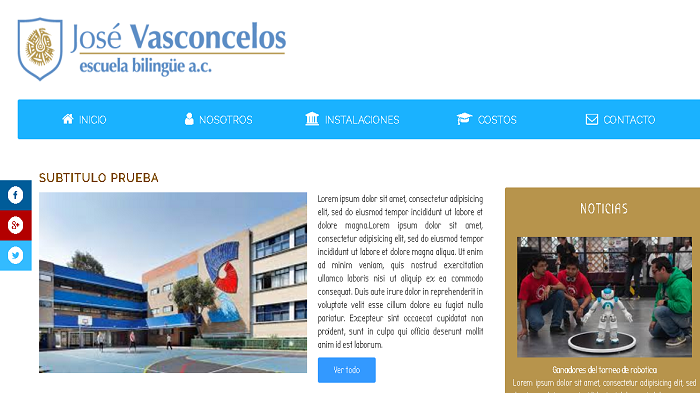 José Vasconcelos
escuela bilingüe a.c.
INICIO
NOSOTROS
INSTALACIONES
COSTOS
CONTACTO
SUBTITULO PRUEBA
Lorem ipsum dolor sit amet, consectetur adipisicing
elit, sed do eiusmod tempor incididunt ut labore et
dolore magna.Lorem ipsum dolor sit amet,
consectetur adipisicing elit, sed do eiusmod tempor
incididunt ut labore et dolore magna aliqua. Ut enim
ad minim veniam, quis nostrud exercitation
ullamco laboris nisi ut aliquip ex ea commodo
consequat. Duis aute irure dolor in reprehenderit in
voluptate velit esse cillum dolore eu fugiat nulla
pariatur. Excepteur sint occaecat cupidatat non
proident, sunt in culpa qui officia deserunt mollit
anim id est laborum.
Ver todo
NOTICIAS
Ganadores del torneo de robotica
Lorem ipsum dolor sit amet, consectetur adipisicing